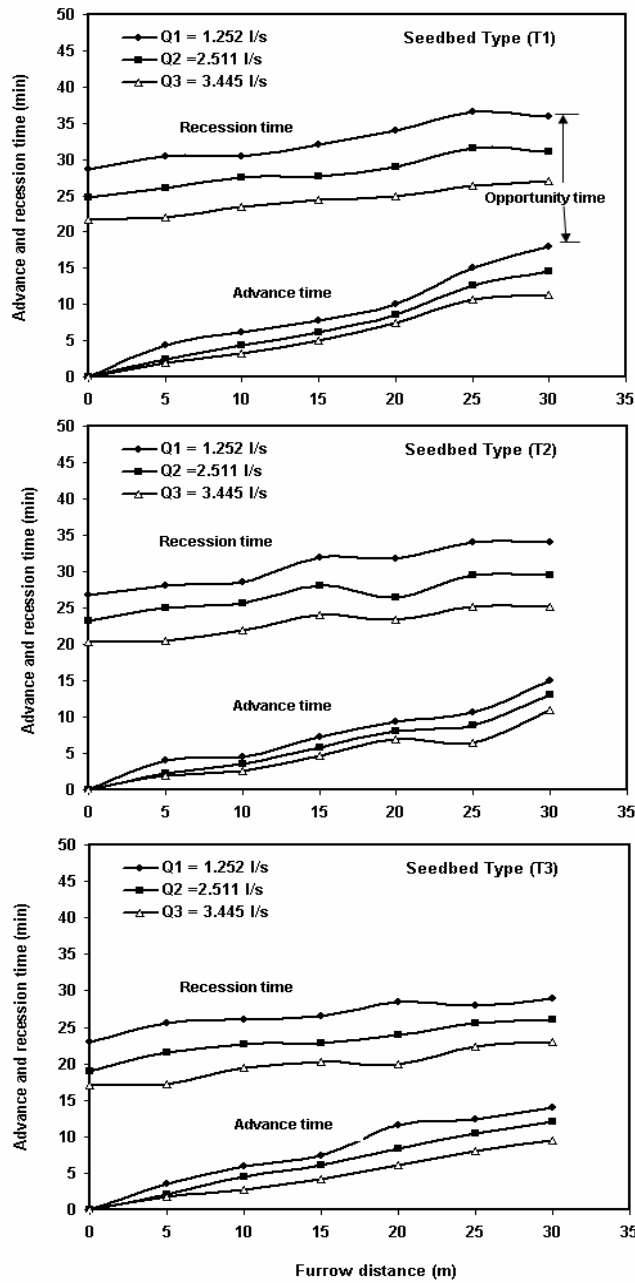 50
45
40
35
30
25
20
15
10
5
0
Advance and recession time (min)
Q1 = 1.252 l/s
Q2 =2.511 l/s
Q3 = 3.445 l/s
Seedbed Type (T1)
Recession time
Opportunity time
Advance time
0 5 10 15 20 25 30 35
50
45
40
35
30
25
20
15
10
5
0
Advance and recession time (min)
Q1 = 1.252 l/s
Q2 =2.511 l/s
Q3 = 3.445 l/s
Seedbed Type (T2)
Recession time
Advance time
0 5 10 15 20 25 30 35
50
45
40
35
30
25
20
15
10
5
0
Advance and recession time (min)
Q1 = 1.252 l/s
Q2 =2.511 l/s
Q3 = 3.445 l/s
Seedbed Type (T3)
Recession time
Advance time
0 5 10 15 20 25 30 35
Furrow distance (m)